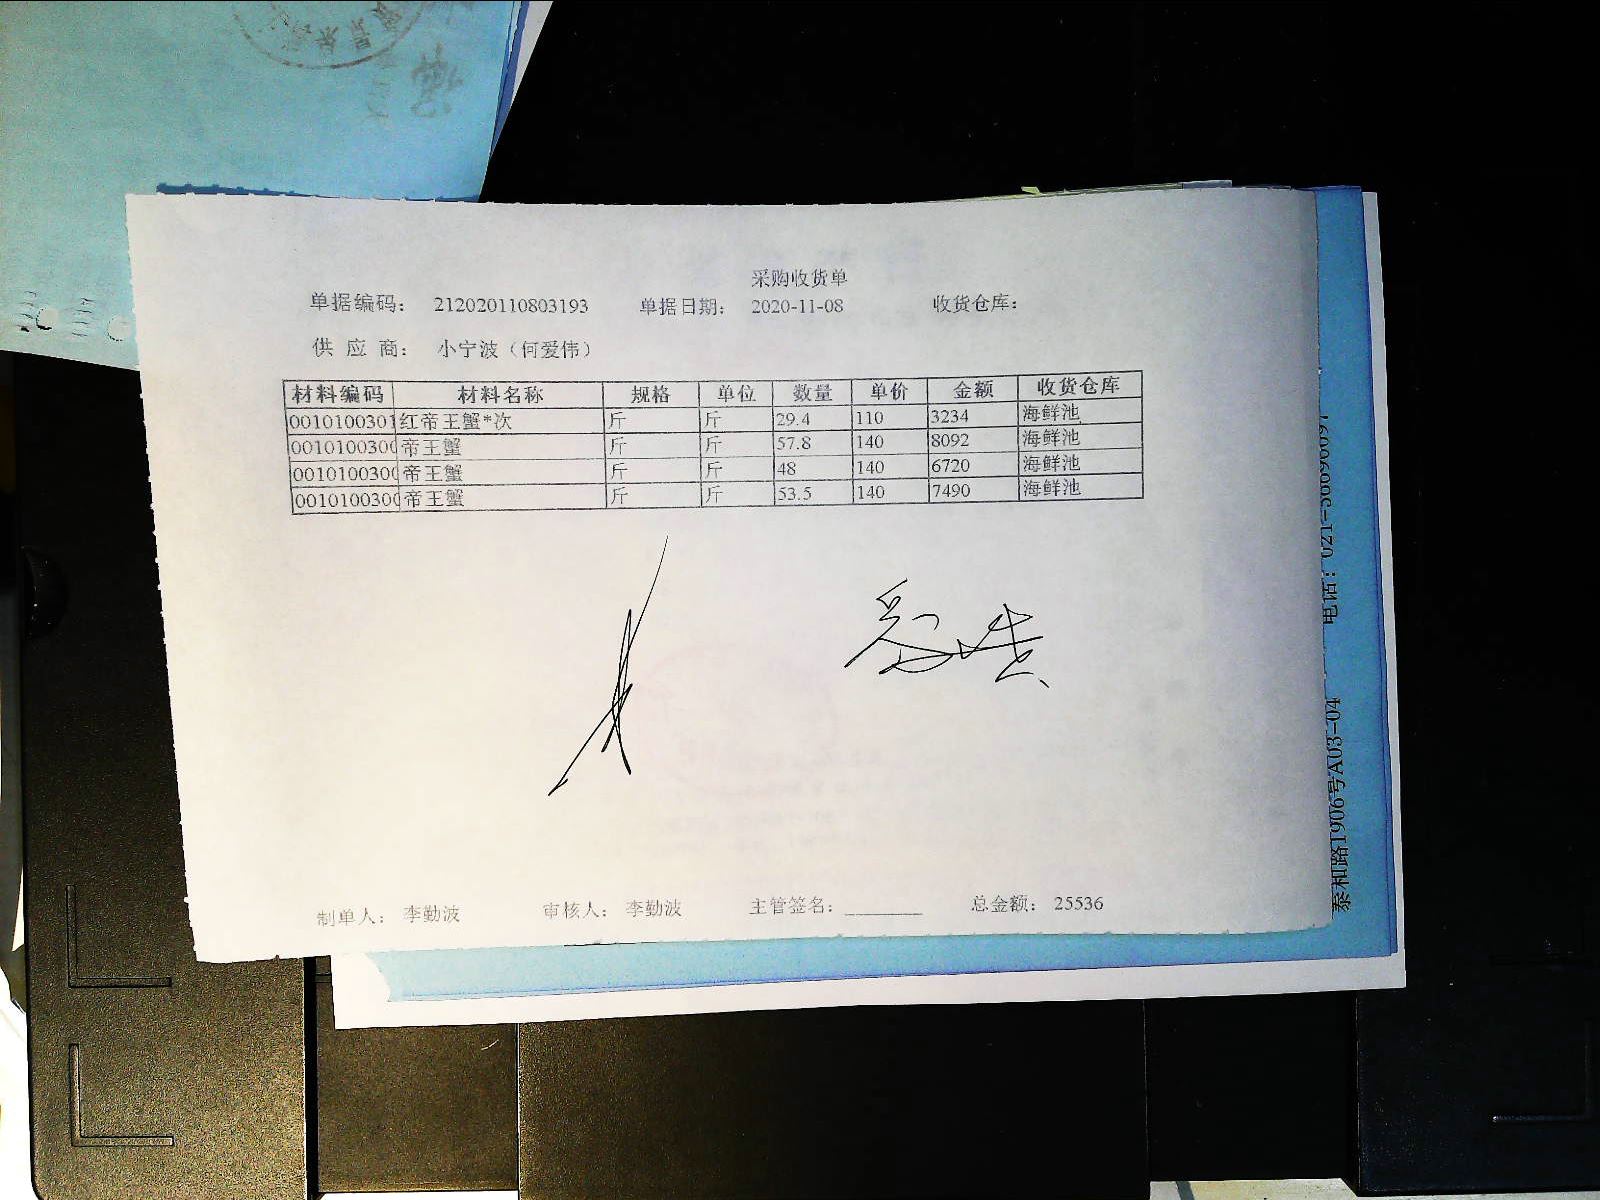 采购收货单
单据编码: 212020110803193 单据日期: 2020-11-08 收货仓库:
供 应 商: 小宁波（何爱伟）
材料编码 材料名称 规格 单位 数量 单价 金额 收货仓库
0010100301 红帝王蟹*次 斤 斤 29.4 110 3234 海鲜池
001010030 帝王蟹 斤 斤 57.8 140 8092 海鲜池
001010030 帝王蟹 斤 斤 48 140 6720 海鲜池
001010030 帝王蟹 斤 斤 53.5 140 7490 海鲜池
制单人: 李勤波 审核人: 李勤波 主管签名: 总金额: 25536
电话:
泰和路1906号A03-04